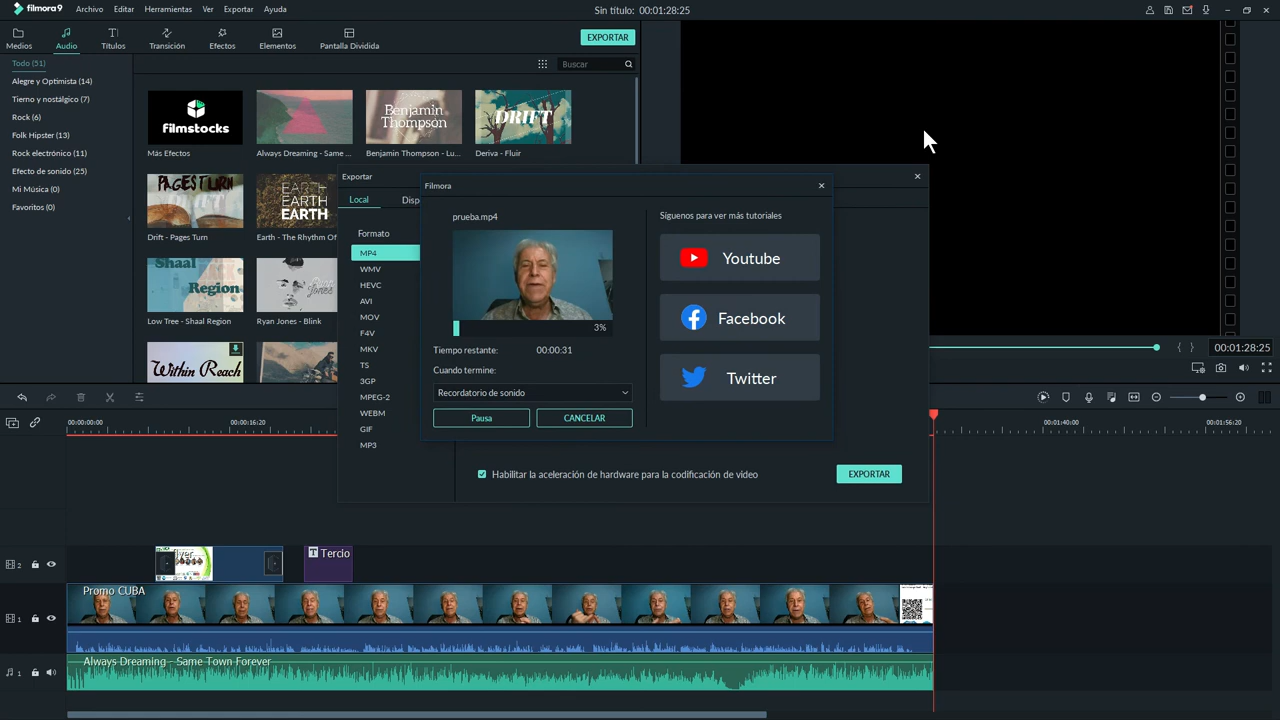 filmora9 Archivo Editar Herramientas Ver Exportar Ayuda Sin título: 00:01:28:25
Medios Audio Títulos Transición Efectos Elementos Pantalla Dividida EXPORTAR
Todo (51)
Alegre y Optimista (14)
Tierno y nostálgico (7)
Rock (6)
Folk Hipster (13)
Rock electrónico (11)
Efecto de sonido (25)
Mi Música (0)
Favoritos (0)
Buscar
filmstocks
Benjamin
Thompson
DRIFT
Más Efectos
Always Dreaming - Same ...
Benjamin Thompson - Lu...
Deriva - Fluir
PAGES TURN
EARTH
EARTH
EARTH
Drift - Pages Turn
Earth - The Rhythm Of
Shaal
Region
Ryan
Jones
Low Tree - Shaal Region
Ryan Jones - Blink
Within Reach
Exportar
Local
Disp
Formato
MP4
WMV
HEVC
AVI
MOV
F4V
MKV
TS
3GP
MPEG-2
WEBM
GIF
MP3
Filmora
prueba.mp4
3%
Tiempo restante: 00:00:31
Cuando termine:
Recordatorio de sonido
Pausa
CANCELAR
Síguenos para ver más tutoriales
Youtube
Facebook
Twitter
Habilitar la aceleración de hardware para la codificación de video
EXPORTAR
00:01:28:25
00:00:00:00
00:00:16:20
00:01:40:00
00:01:56:20
2
Tercio
1
Promo CUBA
1
Always Dreaming - Same Town Forever